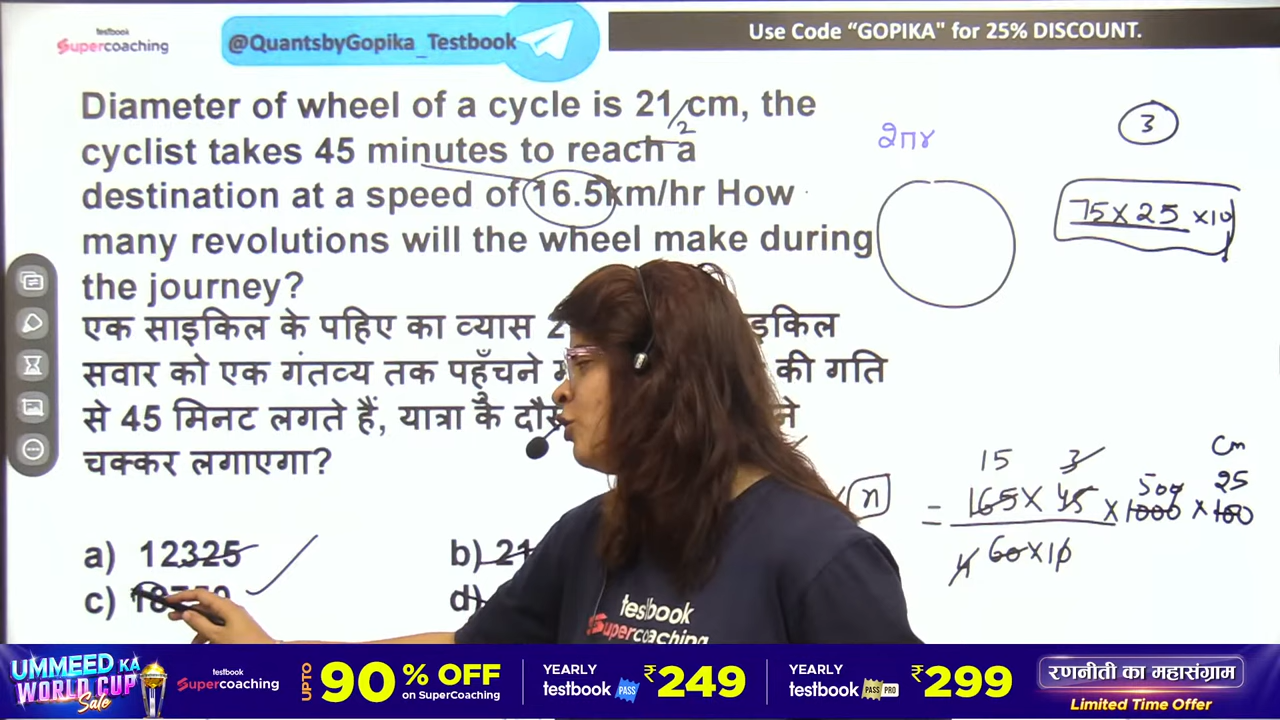 testbook
Supercoaching
@QuantsbyGopika_Testbook
Use Code “GOPIKA" for 25% DISCOUNT.
Diameter of wheel of a cycle is 21 cm, the
2
cyclist takes 45 minutes to reach a
destination at a speed of 16.5km/hr How
many revolutions will the wheel make during
the journey?
2πr
3
75×25 ×10
एक साइकिल के पहिए का व्यास
सवार को एक गंतव्य तक पहुँचने की गति
से 45 मिनट लगते हैं, यात्रा के
चक्कर लगाएगा?
n
cm
15 3 500 25
= 165× 45 ×1000 ×100
4 60×10
a) 12325
b) 21
c)
d)
testbook
Supercoaching
UMMEED KA
WORLD CUP
Sale
testbook
Supercoaching
UPTO 90 % OFF
on SuperCoaching
YEARLY
testbook PASS
₹249
YEARLY
testbook PASS PRO
₹299
रणनीती का महासंग्राम
Limited Time Offer